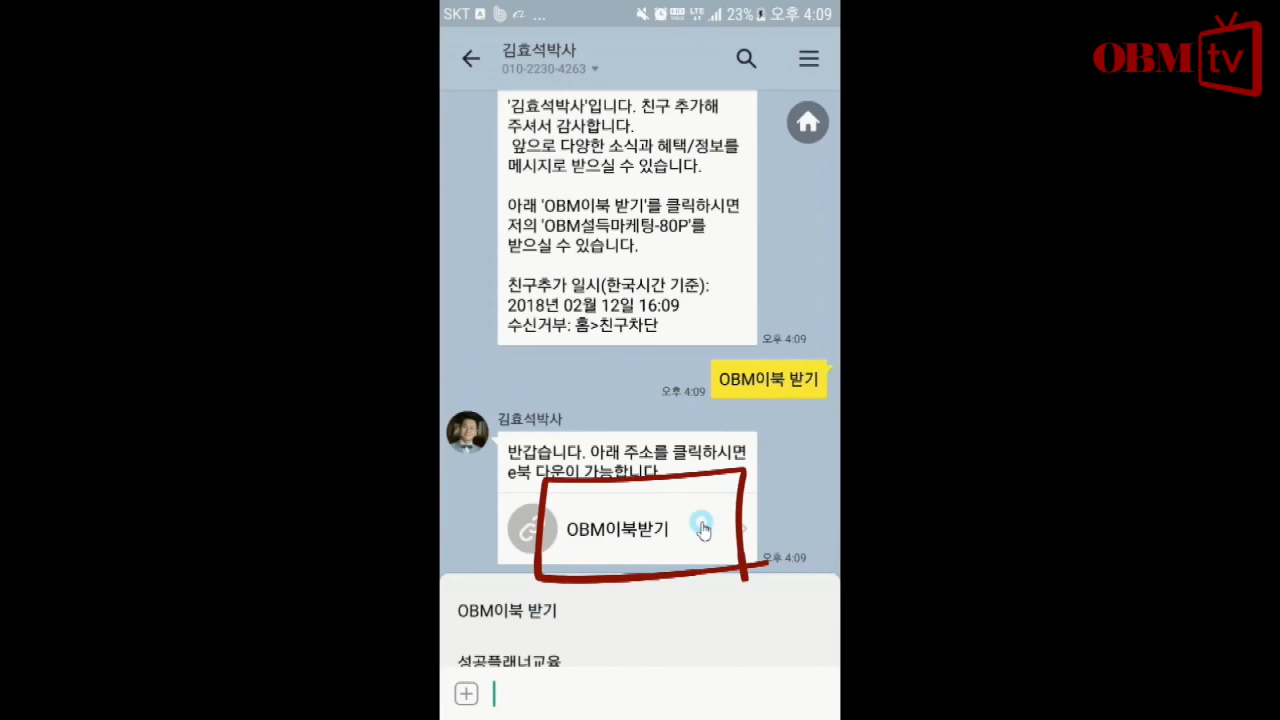 SKT
...
LTE
23%
오후 4:09
OBM tv
김효석박사
010-2230-4263
'김효석박사'입니다. 친구 추가해
주셔서 감사합니다.
앞으로 다양한 소식과 혜택/정보를
메시지로 받으실 수 있습니다.
아래 'OBM이북 받기'를 클릭하시면
저의 'OBM설득마케팅-80P'를
받으실 수 있습니다.
친구추가 일시(한국시간 기준):
2018년 02월 12일 16:09
수신거부: 홈>친구차단
오후 4:09
OBM이북 받기
오후 4:09
김효석박사
반갑습니다. 아래 주소를 클릭하시면
e북 다운이 가능합니다.
OBM이북받기
오후 4:09
OBM이북 받기
성공플래너교육